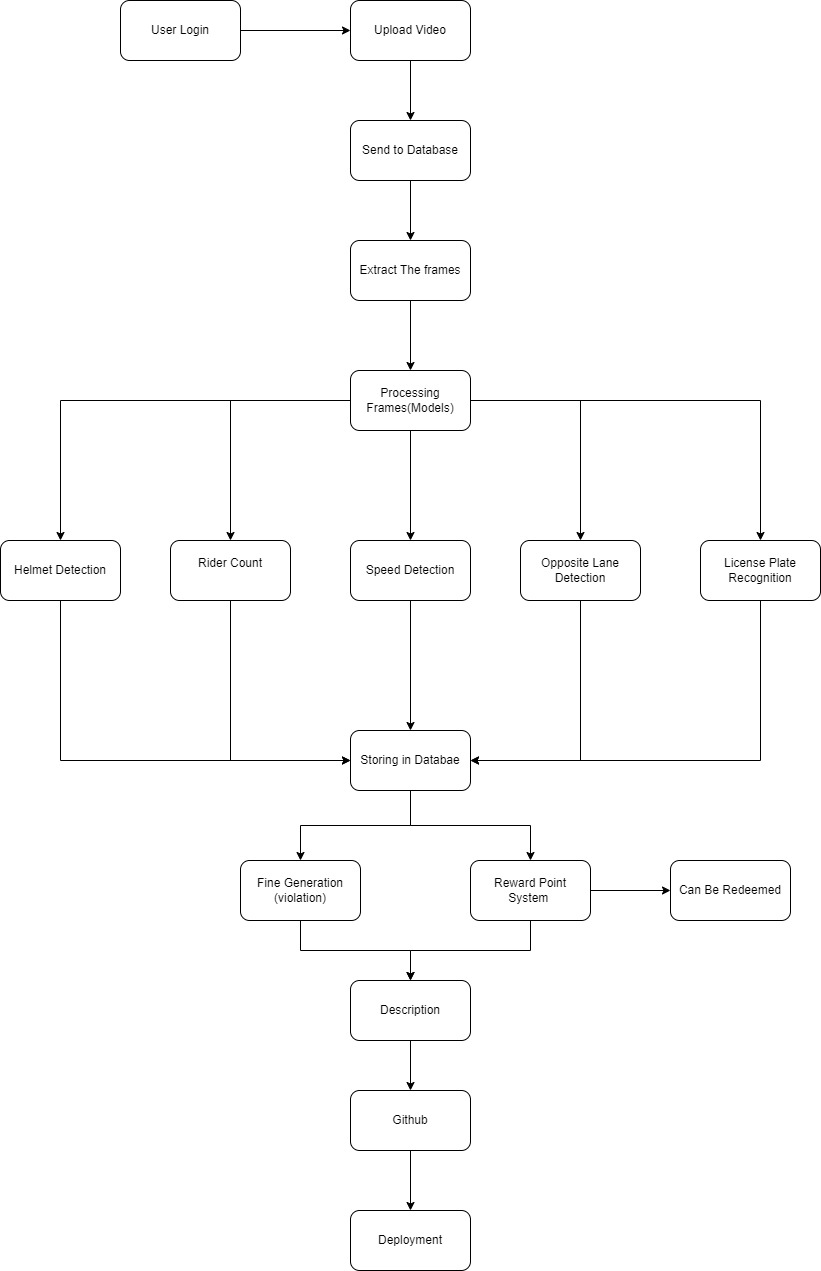 User Login
Upload Video
Send to Database
Extract The frames
Processing
Frames(Models)
Helmet Detection
Rider Count
Speed Detection
Opposite Lane
Detection
License Plate
Recognition
Storing in Databae
Fine Generation
(violation)
Reward Point
System
Can Be Redeemed
Description
Github
Deployment